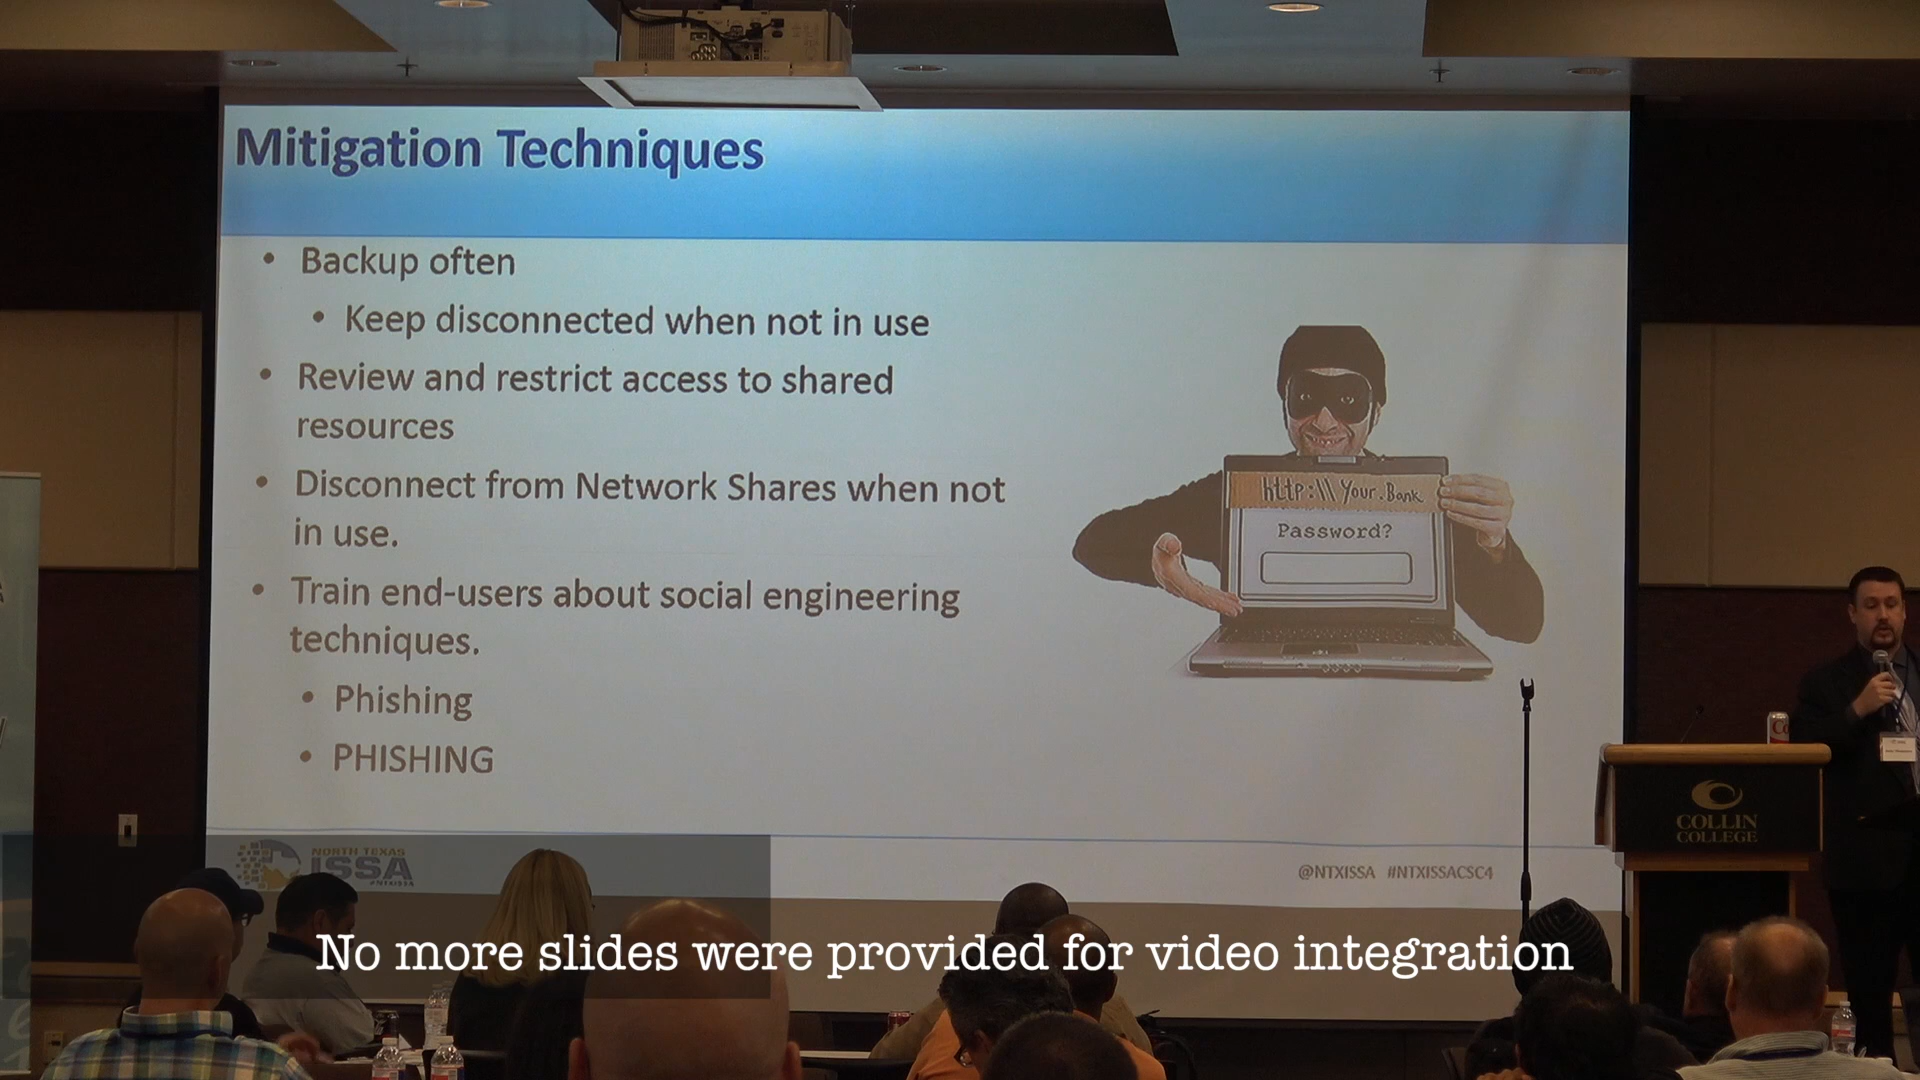 Mitigation Techniques
• Backup often
• Keep disconnected when not in use
• Review and restrict access to shared
resources
• Disconnect from Network Shares when not
in use.
• Train end-users about social engineering
techniques.
• Phishing
• PHISHING
http:\\ Your.Bank
Password?
NORTH TEXAS
ISSA
#NTXISSA
@NTXISSA #NTXISSACSC4
COLLIN
COLLEGE
No more slides were provided for video integration